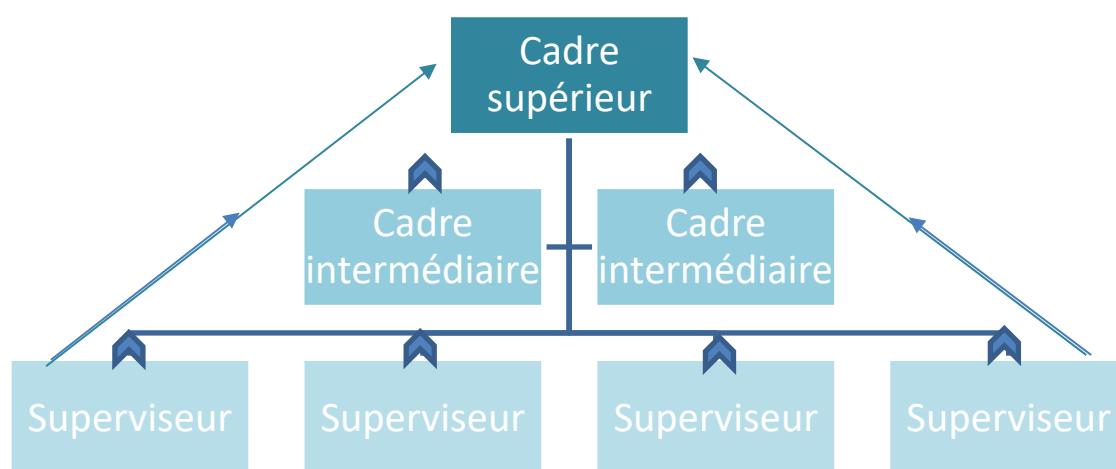 Cadre
supérieur
Cadre
intermédiaire
Cadre
intermédiaire
Superviseur
Superviseur
Superviseur
Superviseur